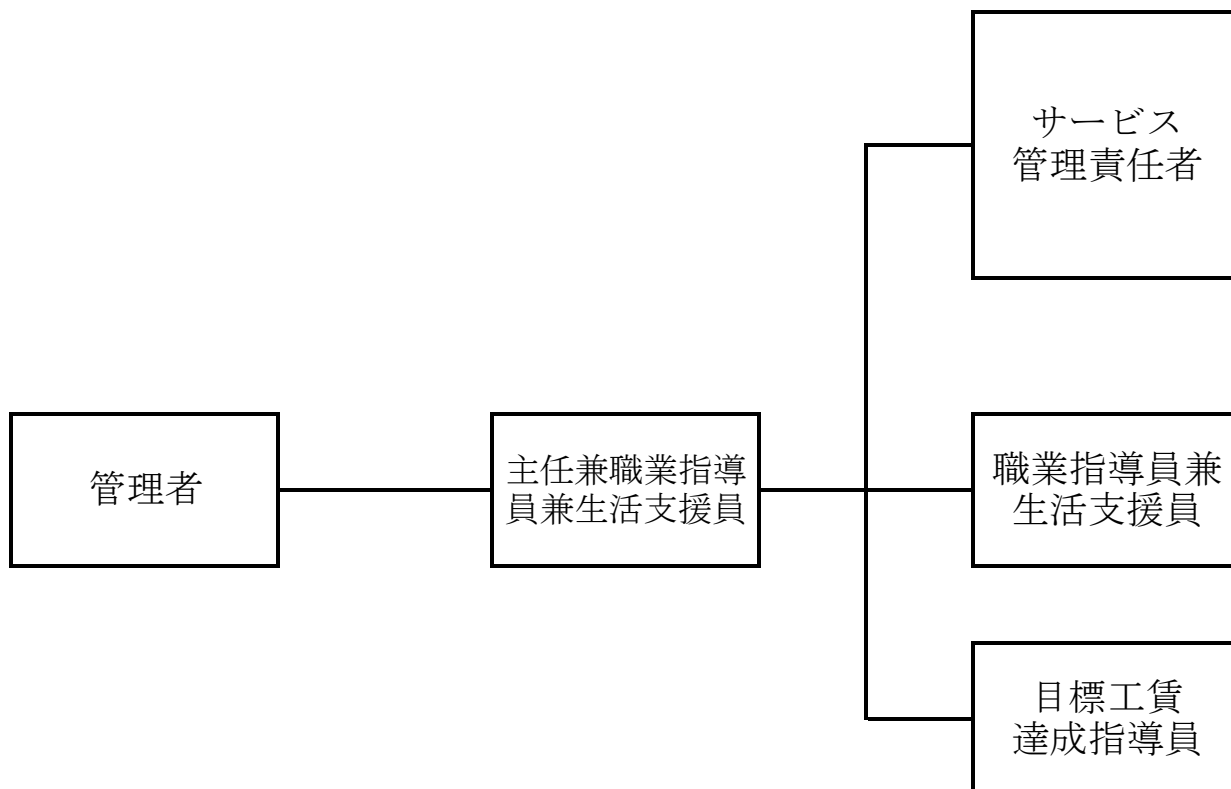 サービス
管理責任者
管理者
主任兼職業指導
員兼生活支援員
職業指導員兼
生活支援員
目標工賃
達成指導員